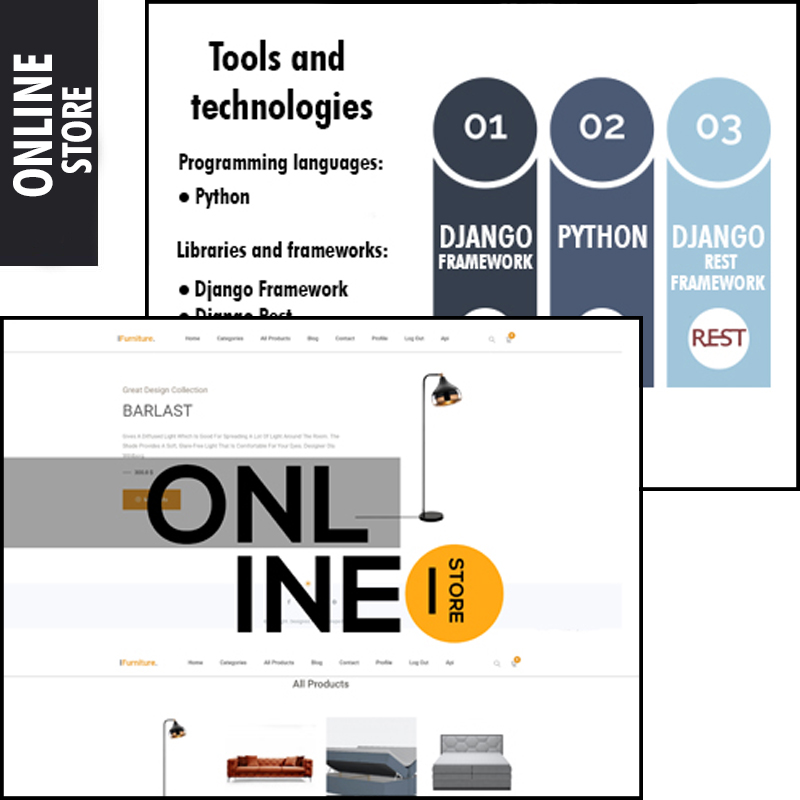 ONLINE
STORE
Tools and
technologies
Programming languages:
● Python
Libraries and frameworks:
● Django Framework
● Django Rest
01
DJANGO
FRAMEWORK
02
PYTHON
03
DJANGO
REST
FRAMEWORK
REST
Furniture.
Home Categories All Products Blog Contact Profile Log Out Api
Great Design Collection
BARLAST
Gives A Diffused Light Which Is Good For Spreading A Lot Of Light Around The Room. The
Shade Provides A Soft, Glare-Free Light That Is Comfortable For Your Eyes. Designer Ola
Wihlborg
ONL
INE
STORE
Furniture.
Home Categories All Products Blog Contact Profile Log Out Api
All Products